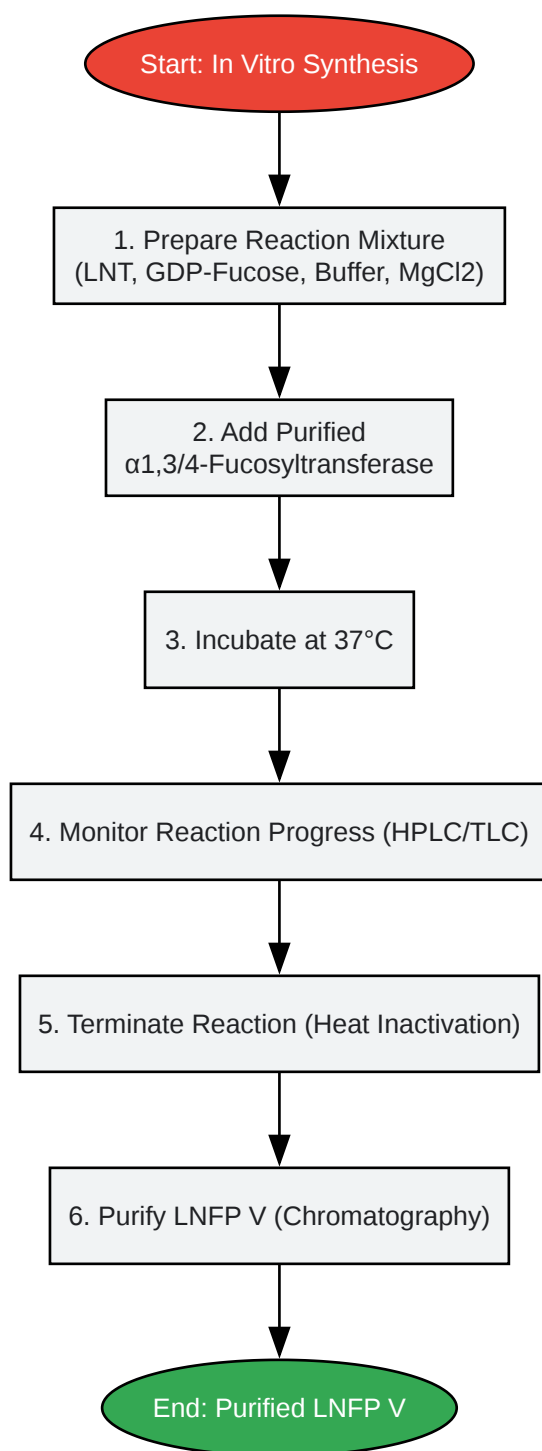 Start: In Vitro Synthesis
1. Prepare Reaction Mixture
(LNT, GDP-Fucose, Buffer, MgCl2)
2. Add Purified
α1,3/4-Fucosyltransferase
3. Incubate at 37°C
4. Monitor Reaction Progress (HPLC/TLC)
5. Terminate Reaction (Heat Inactivation)
6. Purify LNFP V (Chromatography)
End: Purified LNFP V